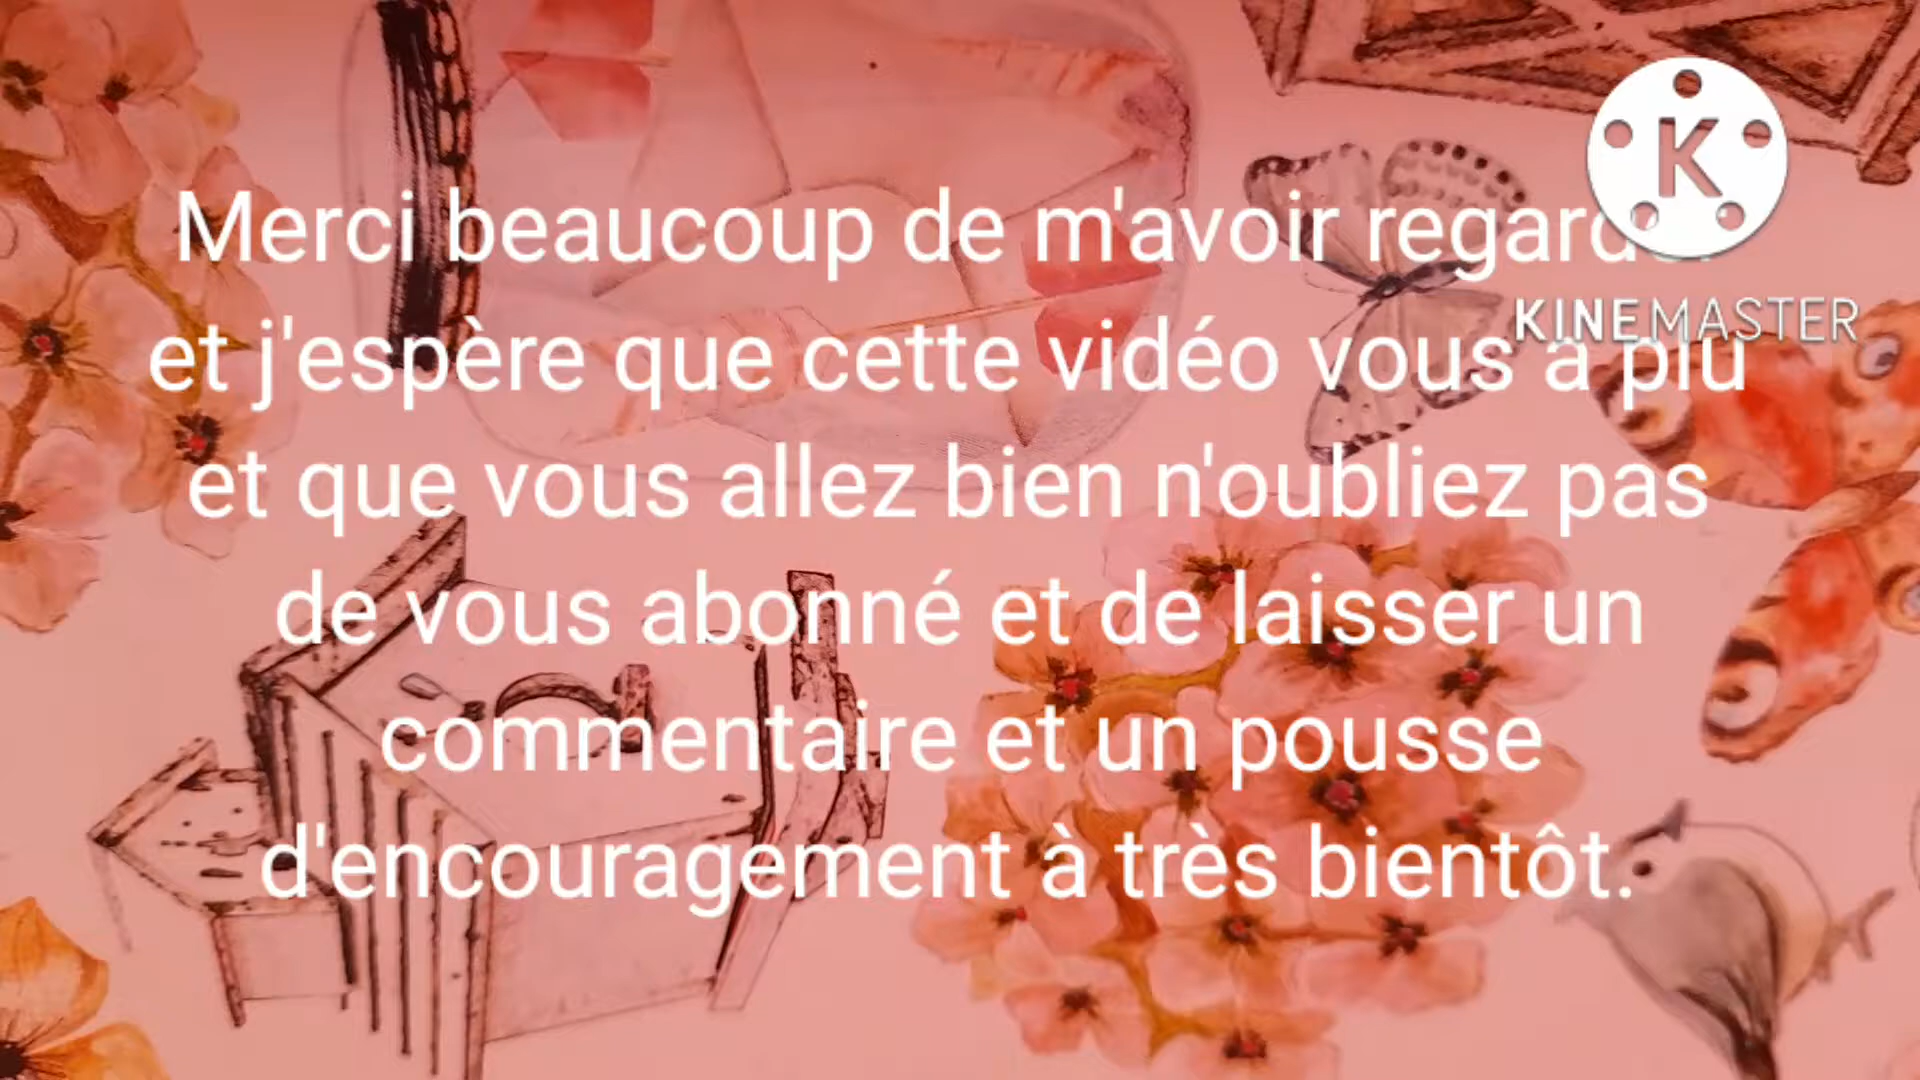 Merci beaucoup de m'avoir
et j'espère que cette vidéo vous a plu
et que vous allez bien n'oubliez pas
de vous abonné et de laisser un
commentaire et un pousse
d'encouragement à très bientôt.
K
KINEMASTER